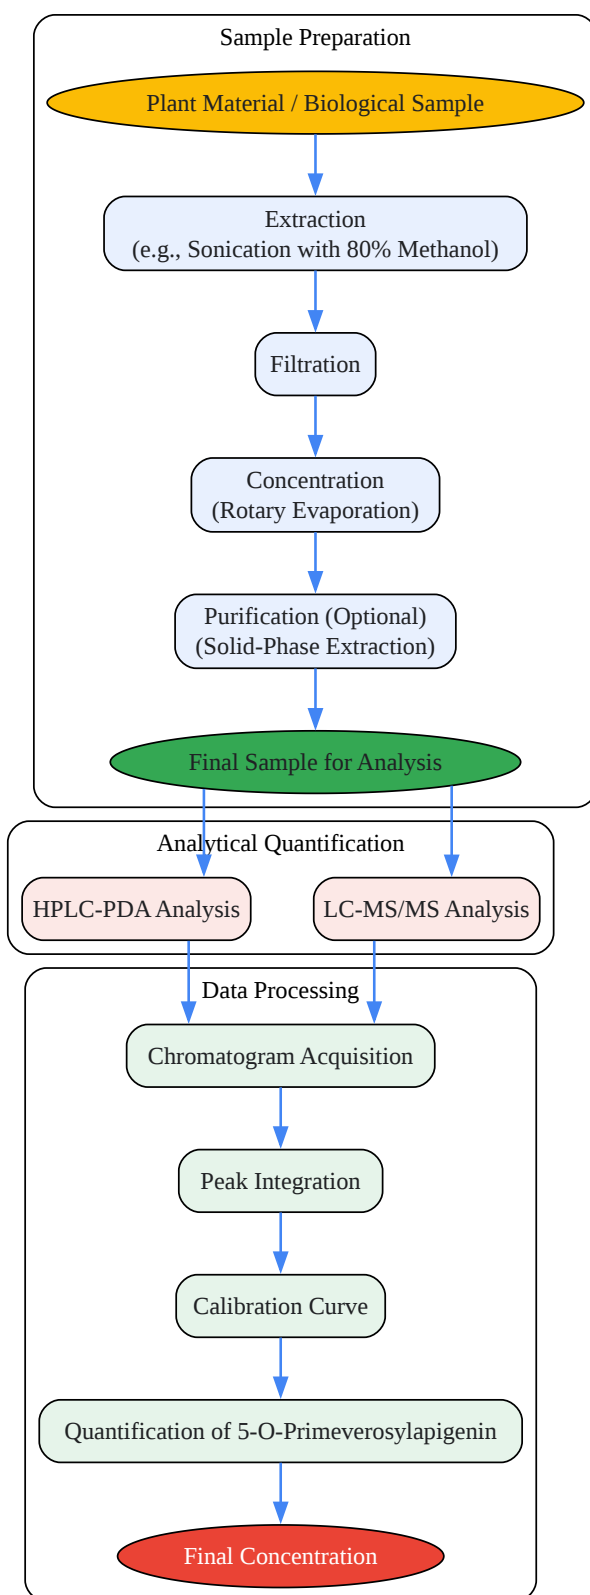 Sample Preparation
Plant Material / Biological Sample
Extraction
(e.g., Sonication with 80% Methanol)
Filtration
Concentration
(Rotary Evaporation)
Purification (Optional)
(Solid-Phase Extraction)
Final Sample for Analysis
Analytical Quantification
HPLC-PDA Analysis
LC-MS/MS Analysis
Data Processing
Chromatogram Acquisition
Peak Integration
Calibration Curve
Quantification of 5-O-Primeverosylapigenin
Final Concentration